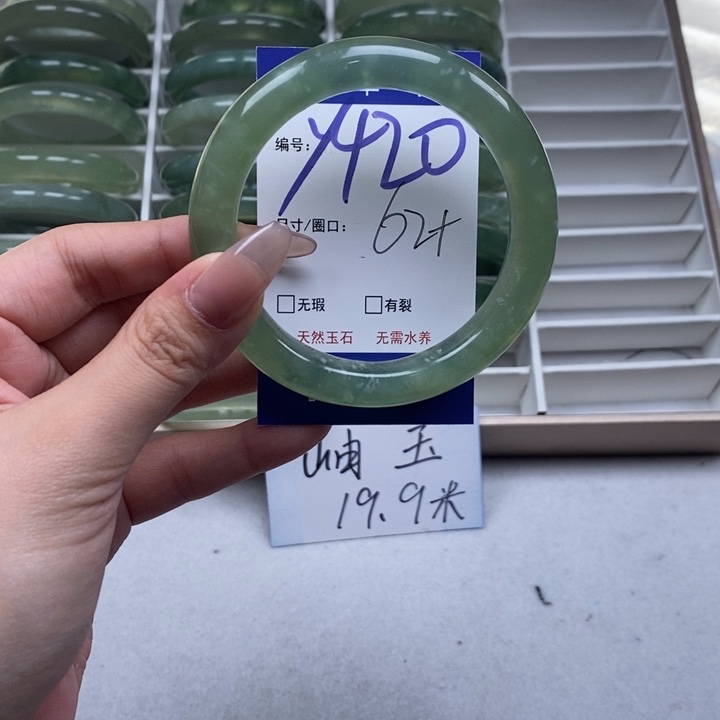 编号: Y420
尺寸/圈口: 62+
□无瑕 □有裂
天然玉石 无需水养
岫玉
19.9米